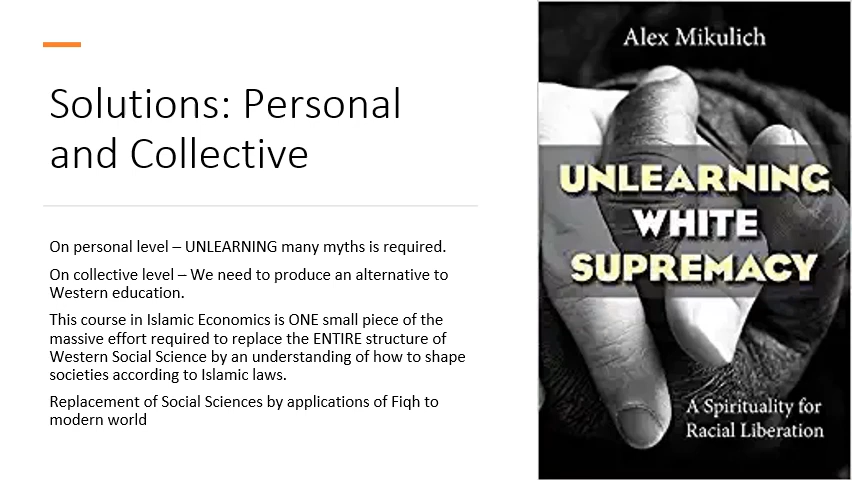 Solutions: Personal
and Collective
On personal level – UNLEARNING many myths is required.
On collective level – We need to produce an alternative to
Western education.
This course in Islamic Economics is ONE small piece of the
massive effort required to replace the ENTIRE structure of
Western Social Science by an understanding of how to shape
societies according to Islamic laws.
Replacement of Social Sciences by applications of Fiqh to
modern world
Alex Mikulich
UNLEARNING
WHITE
SUPREMACY
A Spirituality for
Racial Liberation